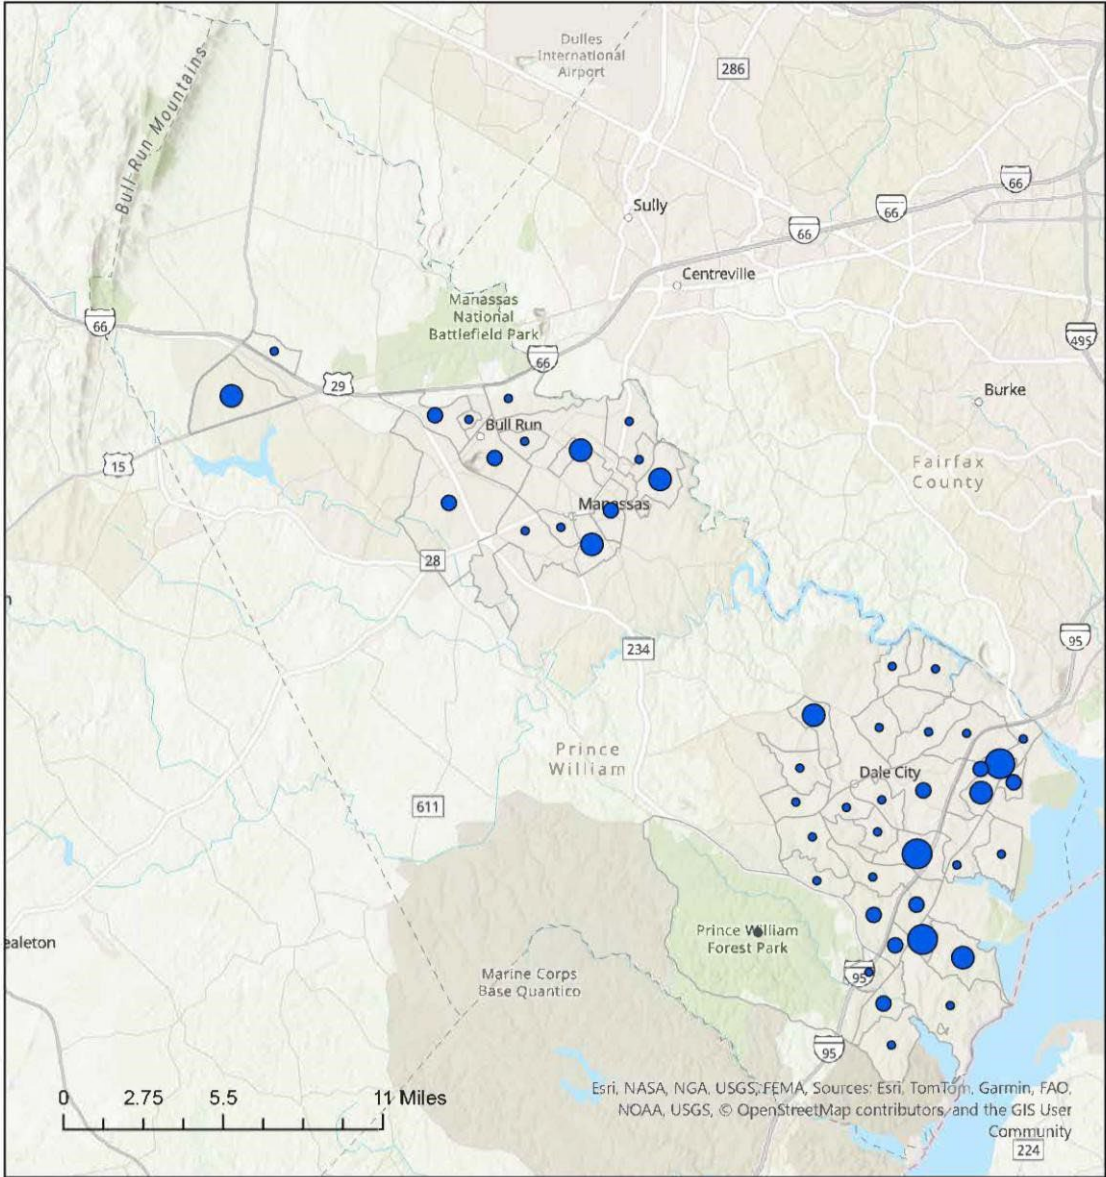 Dulles
International
Airport
286
Bull Run Mountains
66
66
Sully
66
Centreville
Manassas
National
Battlefield Park
66
66
495
29
Burke
Bull Run
15
Fairfax
County
Manassas
28
95
234
Prince
William
Dale City
611
Prince William
Forest Park
ealeton
95
Marine Corps
Base Quantico
95
0 2.75 5.5 11 Miles
Esri, NASA, NGA, USGS, FEMA, Sources: Esri, TomTom, Garmin, FAO,
NOAA, USGS, © OpenStreetMap contributors, and the GIS User
Community
224